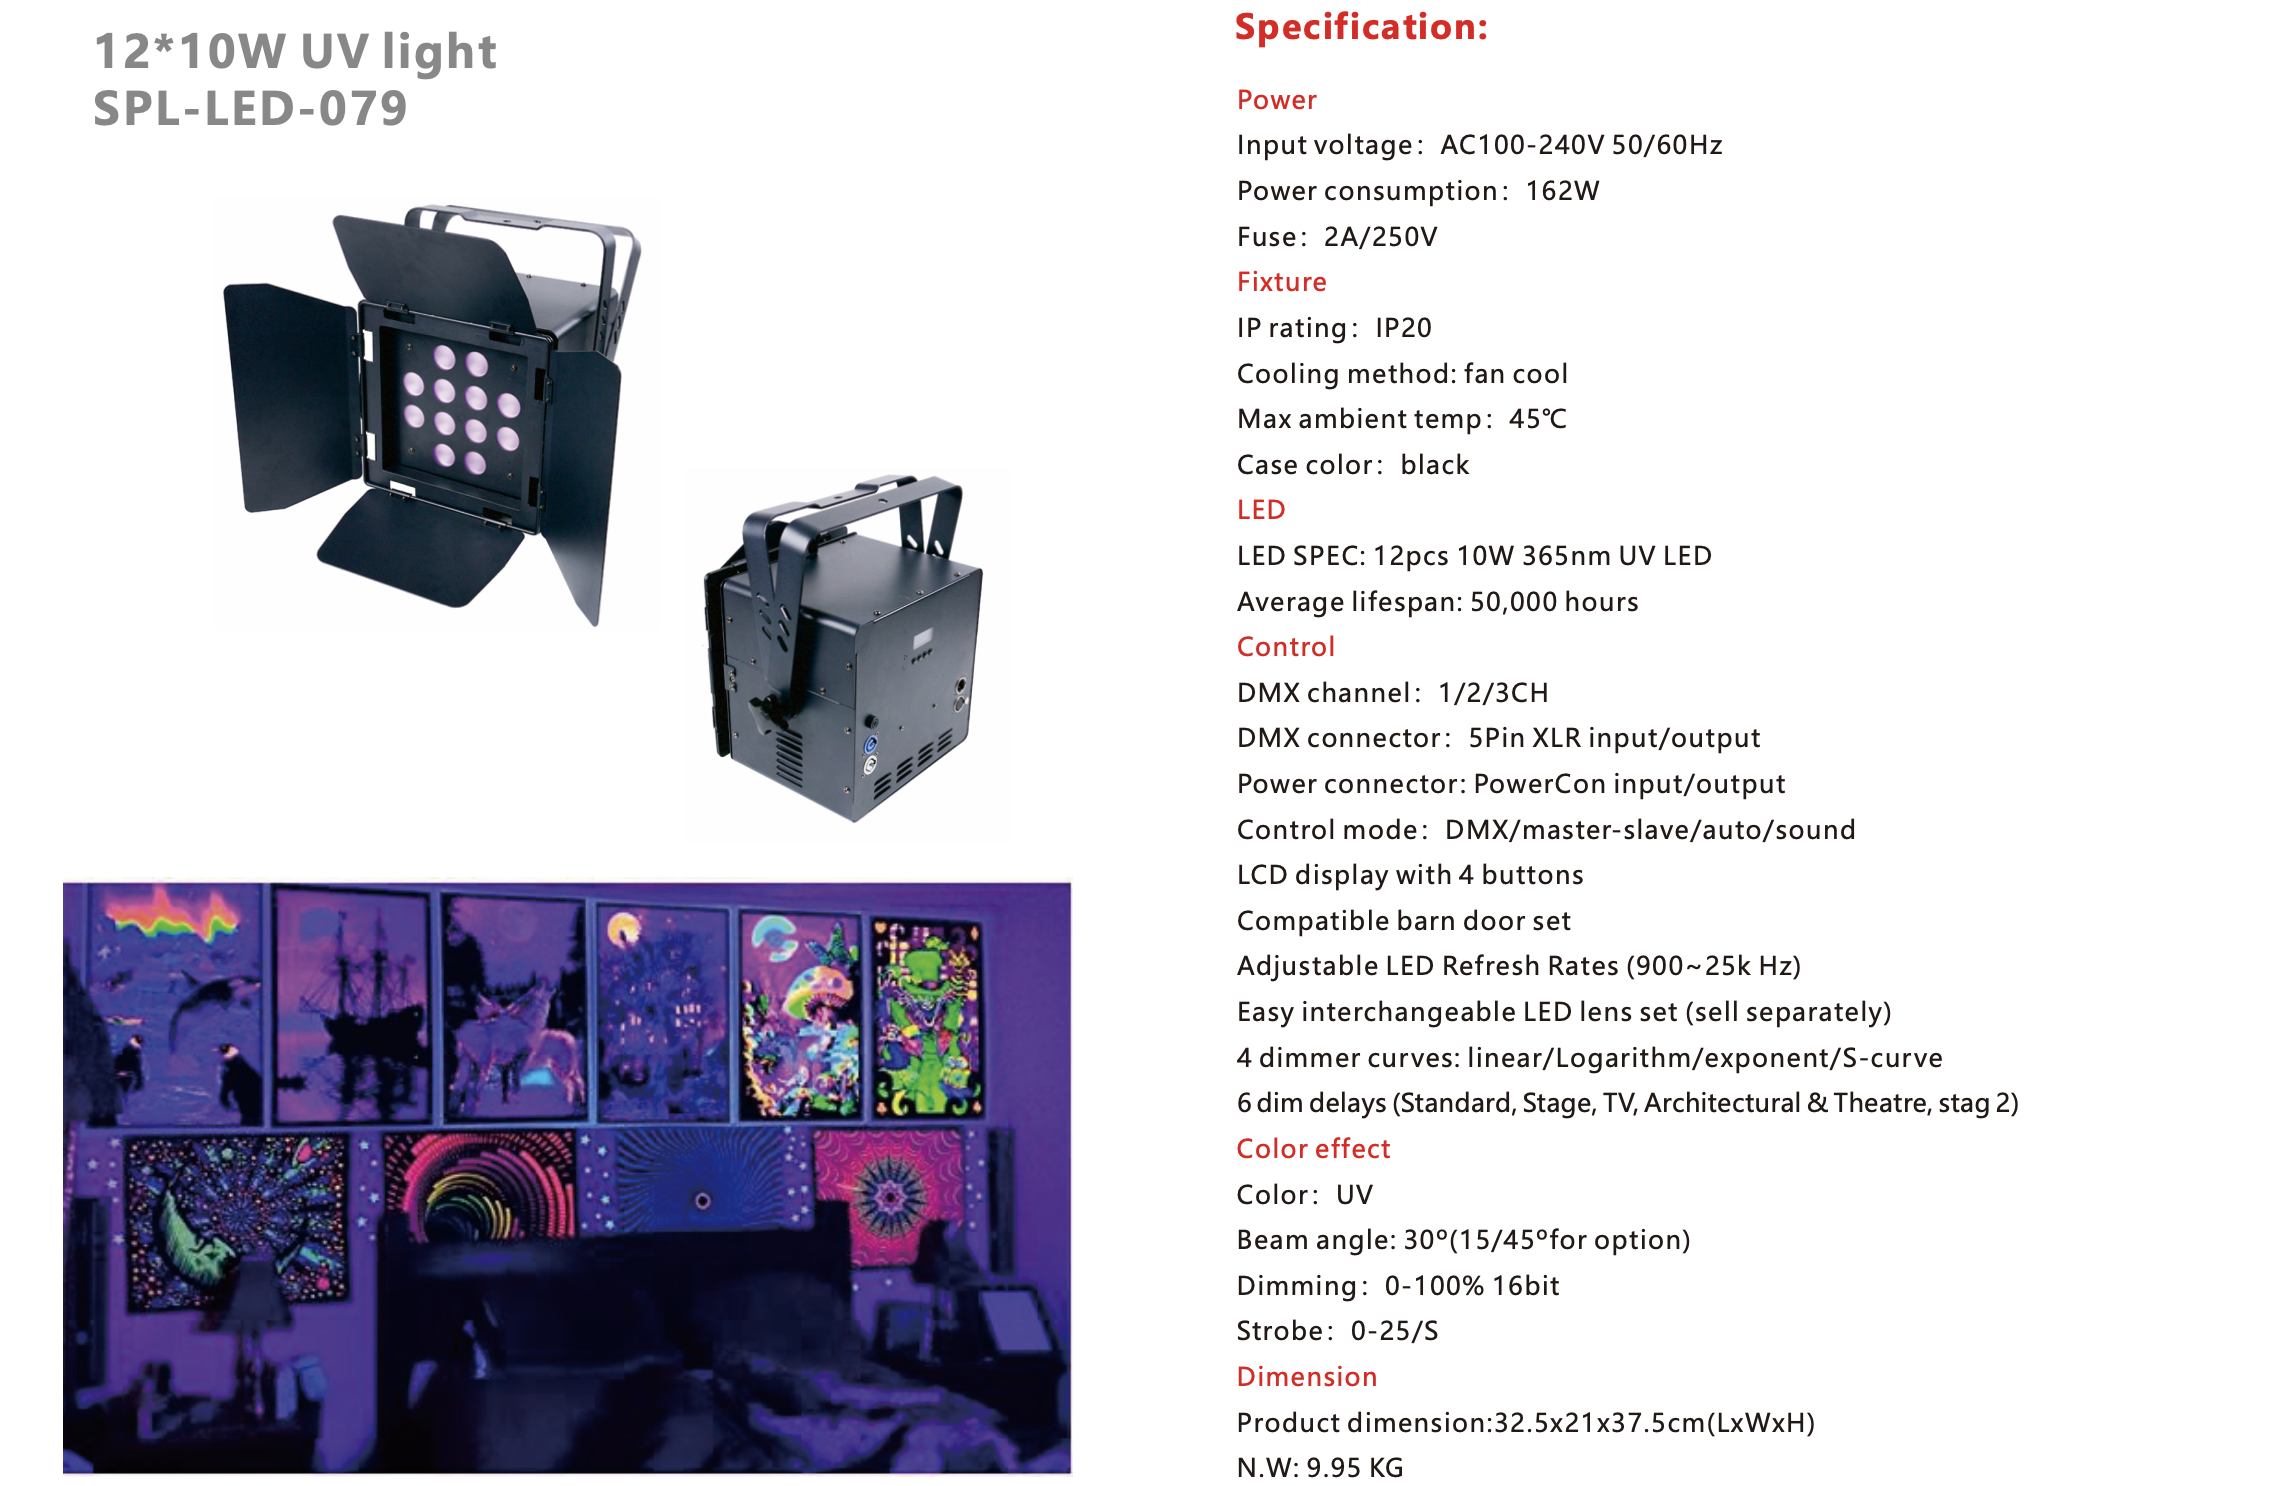 12*10W UV light
SPL-LED-079
Specification:
Power
Input voltage：AC100-240V 50/60Hz
Power consumption：162W
Fuse：2A/250V
Fixture
IP rating：IP20
Cooling method: fan cool
Max ambient temp：45℃
Case color：black
LED
LED SPEC: 12pcs 10W 365nm UV LED
Average lifespan: 50,000 hours
Control
DMX channel：1/2/3CH
DMX connector：5Pin XLR input/output
Power connector: PowerCon input/output
Control mode：DMX/master-slave/auto/sound
LCD display with 4 buttons
Compatible barn door set
Adjustable LED Refresh Rates (900~25k Hz)
Easy interchangeable LED lens set (sell separately)
4 dimmer curves: linear/Logarithm/exponent/S-curve
6 dim delays (Standard, Stage, TV, Architectural & Theatre, stag 2)
Color effect
Color：UV
Beam angle: 30º(15/45ºfor option)
Dimming：0-100% 16bit
Strobe：0-25/S
Dimension
Product dimension:32.5x21x37.5cm(LxWxH)
N.W: 9.95 KG